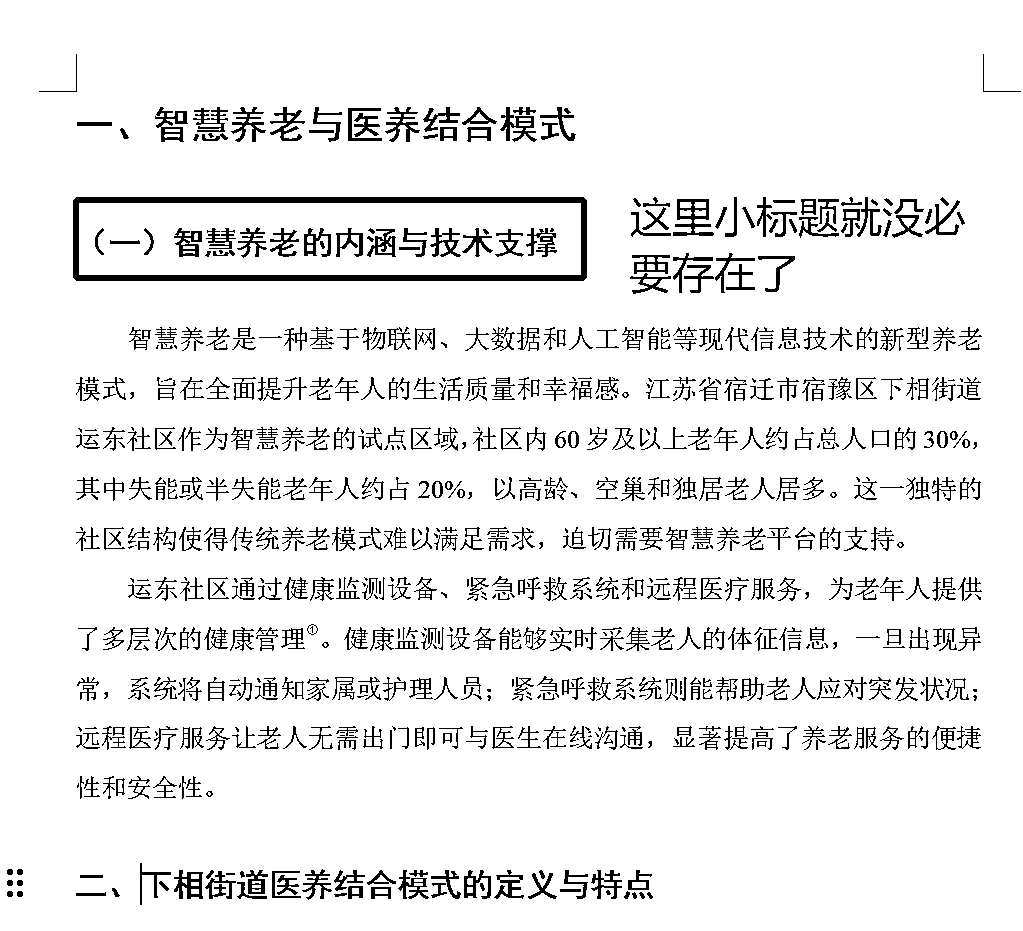 一、智慧养老与医养结合模式
（一）智慧养老的内涵与技术支撑
这里小标题就没必
要存在了
智慧养老是一种基于物联网、大数据和人工智能等现代信息技术的新型养老
模式，旨在全面提升老年人的生活质量和幸福感。江苏省宿迁市宿豫区下相街道
运东社区作为智慧养老的试点区域，社区内 60 岁及以上老年人约占总人口的 30%，
其中失能或半失能老年人约占 20%，以高龄、空巢和独居老人居多。这一独特的
社区结构使得传统养老模式难以满足需求，迫切需要智慧养老平台的支持。
运东社区通过健康监测设备、紧急呼救系统和远程医疗服务，为老年人提供
了多层次的健康管理①。健康监测设备能够实时采集老人的体征信息，一旦出现异
常，系统将自动通知家属或护理人员；紧急呼救系统则能帮助老人应对突发状况；
远程医疗服务让老人无需出门即可与医生在线沟通，显著提高了养老服务的便捷
性和安全性。
二、下相街道医养结合模式的定义与特点